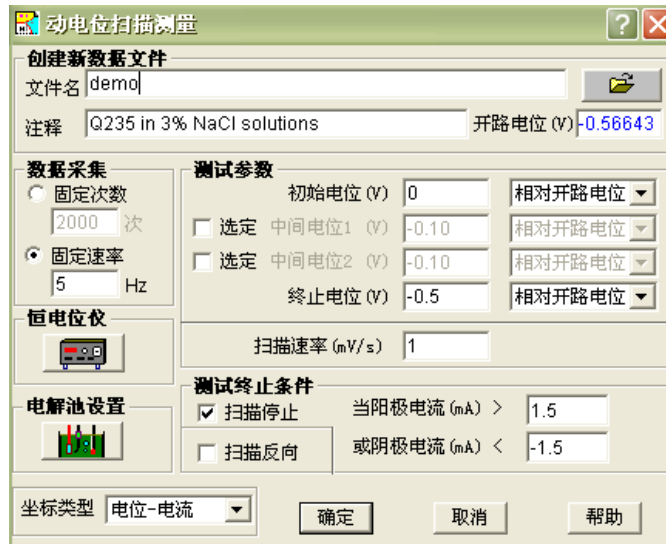 动电位扫描测量
创建新数据文件
文件名 demo
注释 Q235 in 3% NaCl solutions 开路电位(V) -0.56643
数据采集
固定次数
2000 次
固定速率
5 Hz
恒电位仪
电解池设置
测试参数
初始电位(V) 0 相对开路电位
选定 中间电位1 (V) -0.10 相对开路电位
选定 中间电位2 (V) -0.10 相对开路电位
终止电位(V) -0.5 相对开路电位
扫描速率(mV/s) 1
测试终止条件
扫描停止 当阳极电流(mA) > 1.5
扫描反向 或阴极电流(mA) < -1.5
坐标类型 电位-电流 确定 取消 帮助